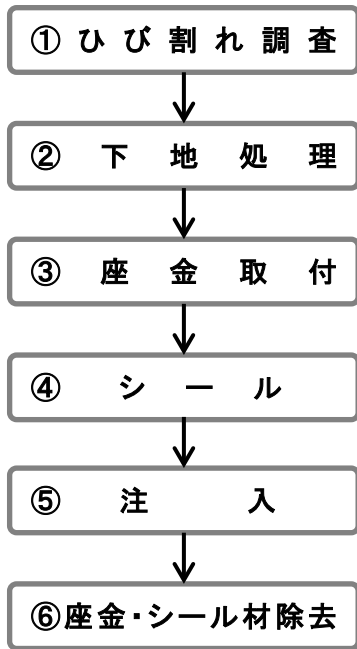 ①ひび割れ調査
②下地処理
③座金取付
④シール
⑤注入
⑥座金・シール材除去